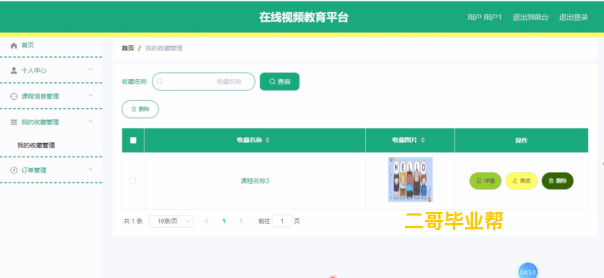 在线视频教育平台
用户 用户1 退出到前台 退出登录
首页
个人中心
课程信息管理
我的收藏管理
我的收藏管理
订单管理
首页 / 我的收藏管理
收藏名称 收藏名称 查询
删除
收藏名称 收藏图片 操作
课程名称3 HELLO 详情 修改 删除
共 1 条 10条/页 1 前往 1 页
二哥毕业帮
04:53